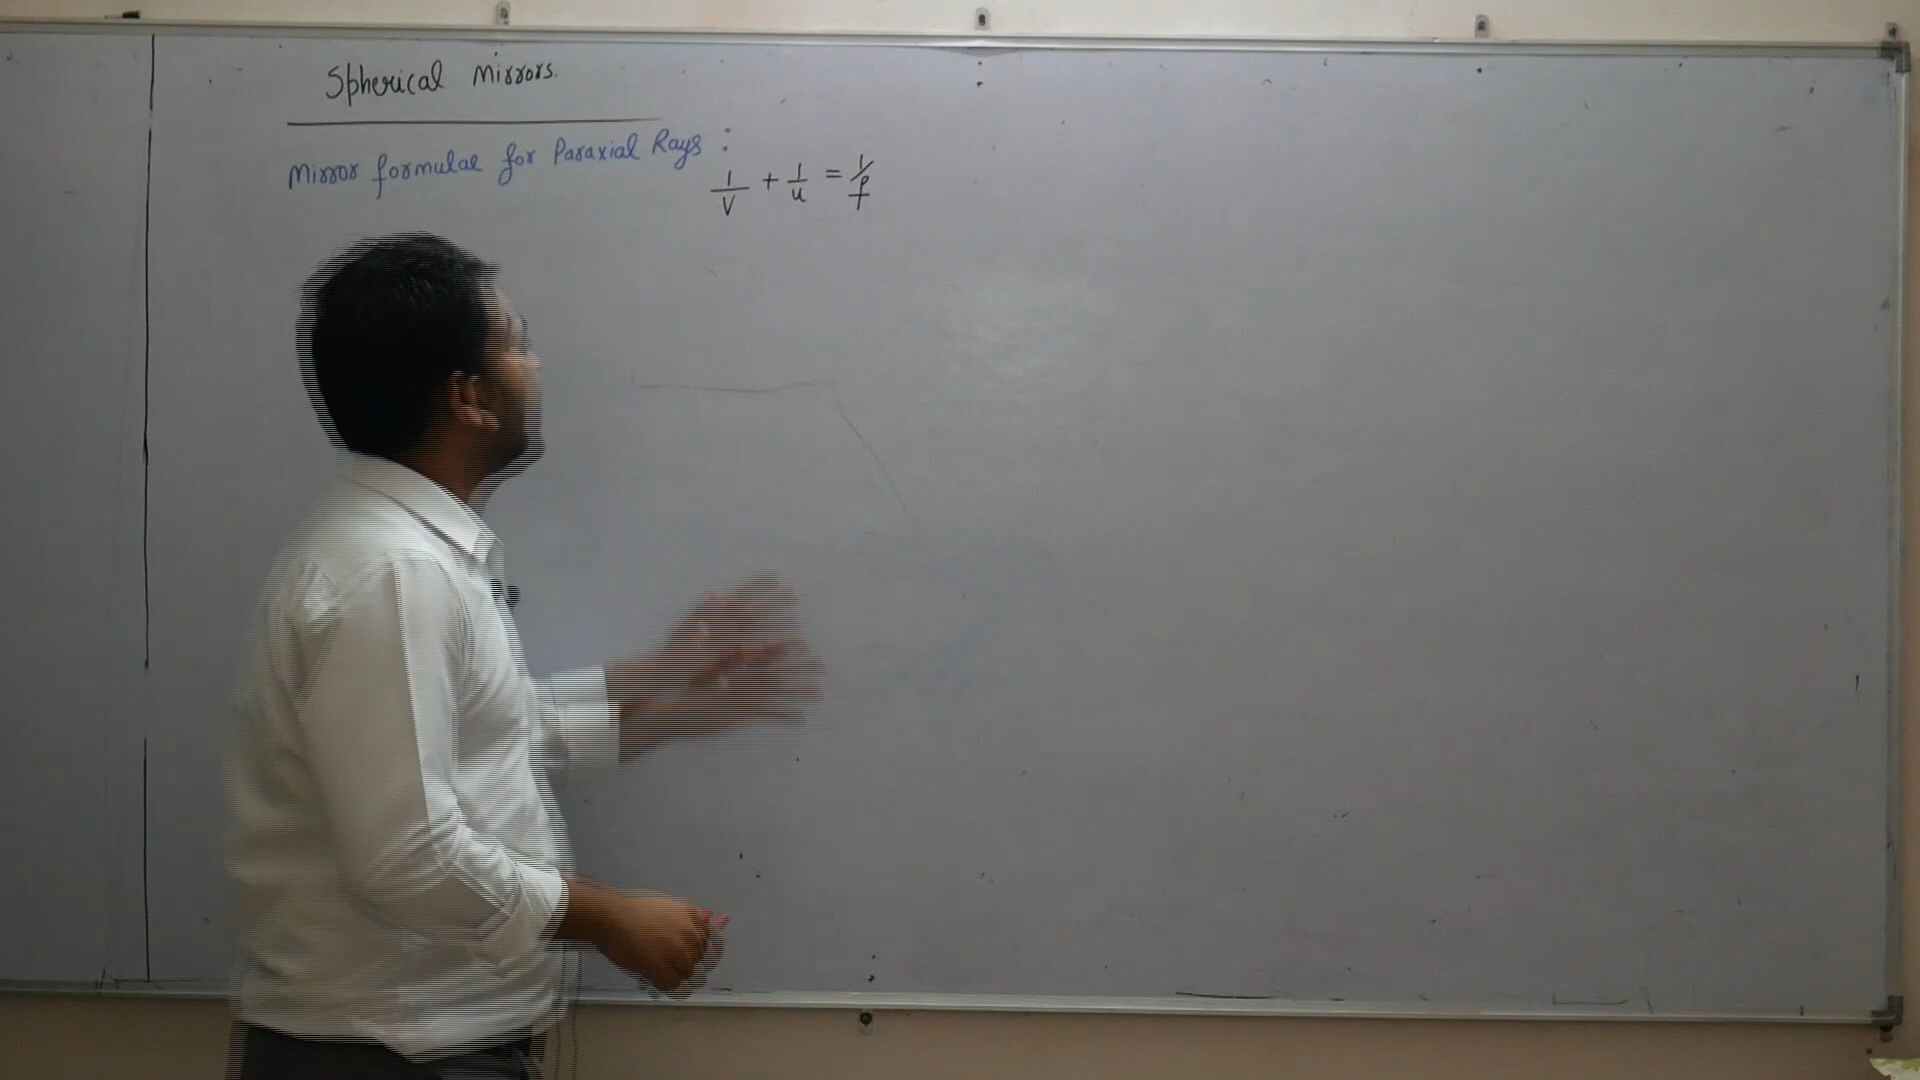 Spherical Mirrors.
Mirror formulae for Paraxial Rays :
1/V + 1/u = 1/f